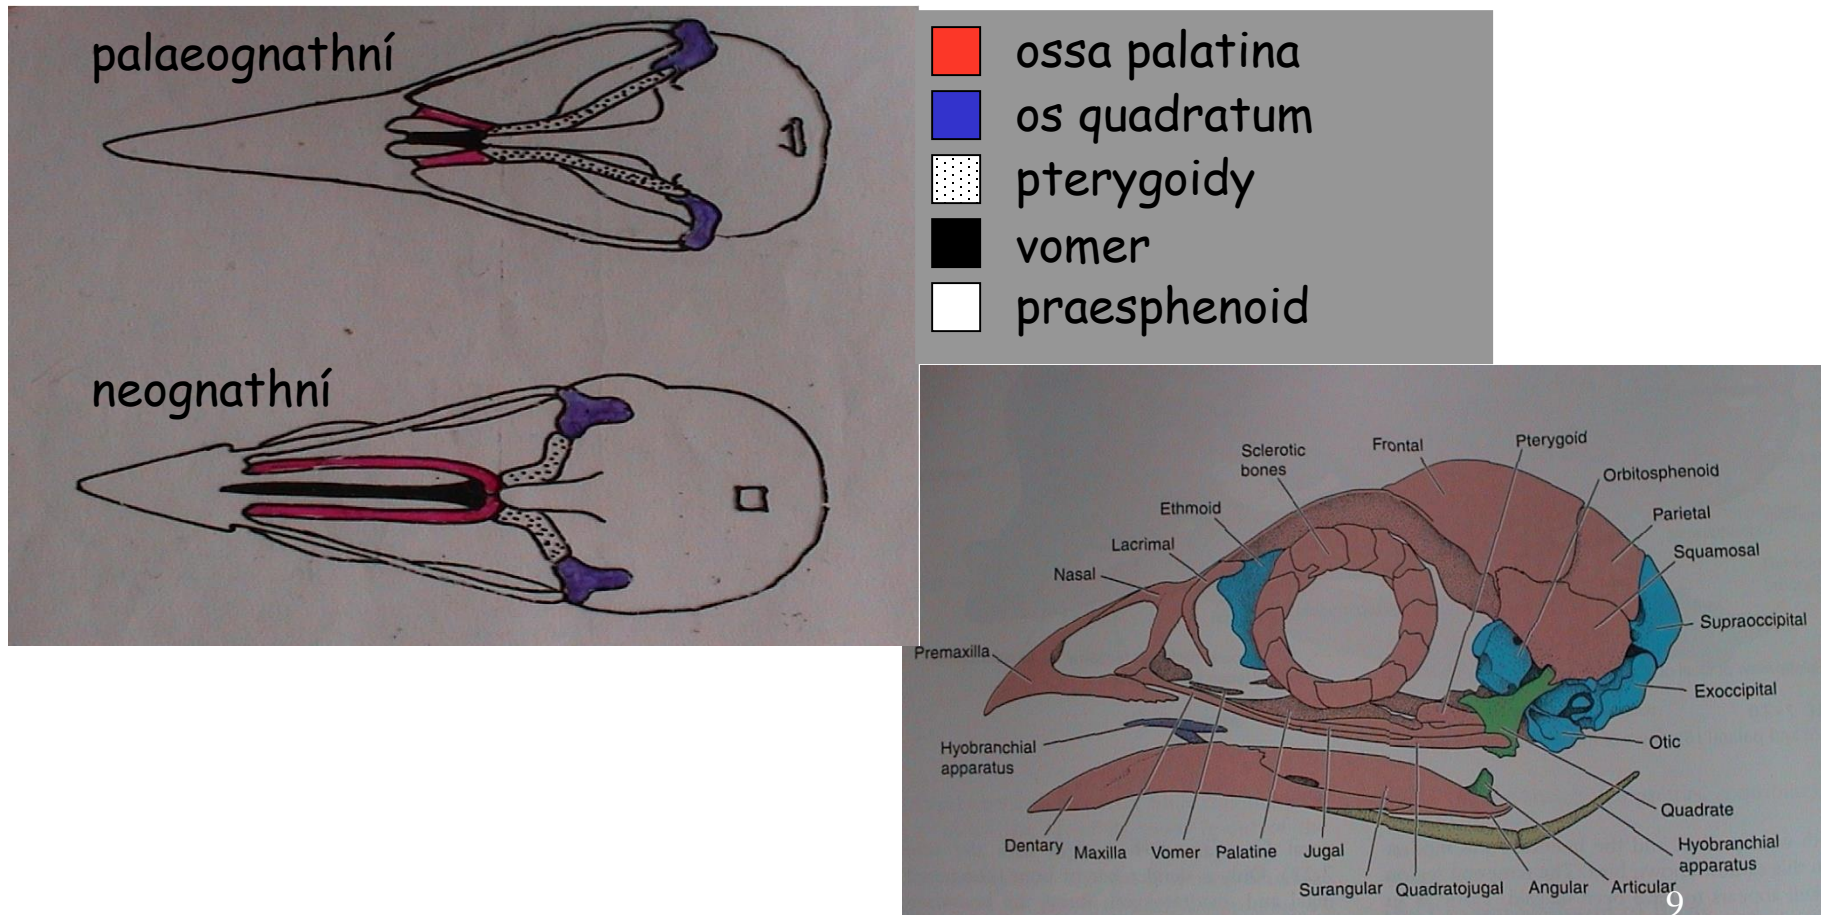 palaeognathní
neognathní
ossa palatina
os quadratum
pterygoidy
vomer
praesphenoid
Sclerotic
bones
Frontal
Pterygoid
Orbitosphenoid
Parietal
Squamosal
Ethmoid
Lacrimal
Nasal
Premaxilla
Supraoccipital
Exoccipital
Otic
Hyobranchial
apparatus
Quadrate
Hyobranchial
apparatus
Dentary
Maxilla
Vomer
Palatine
Jugal
Surangular
Quadratojugal
Angular
Articular
9